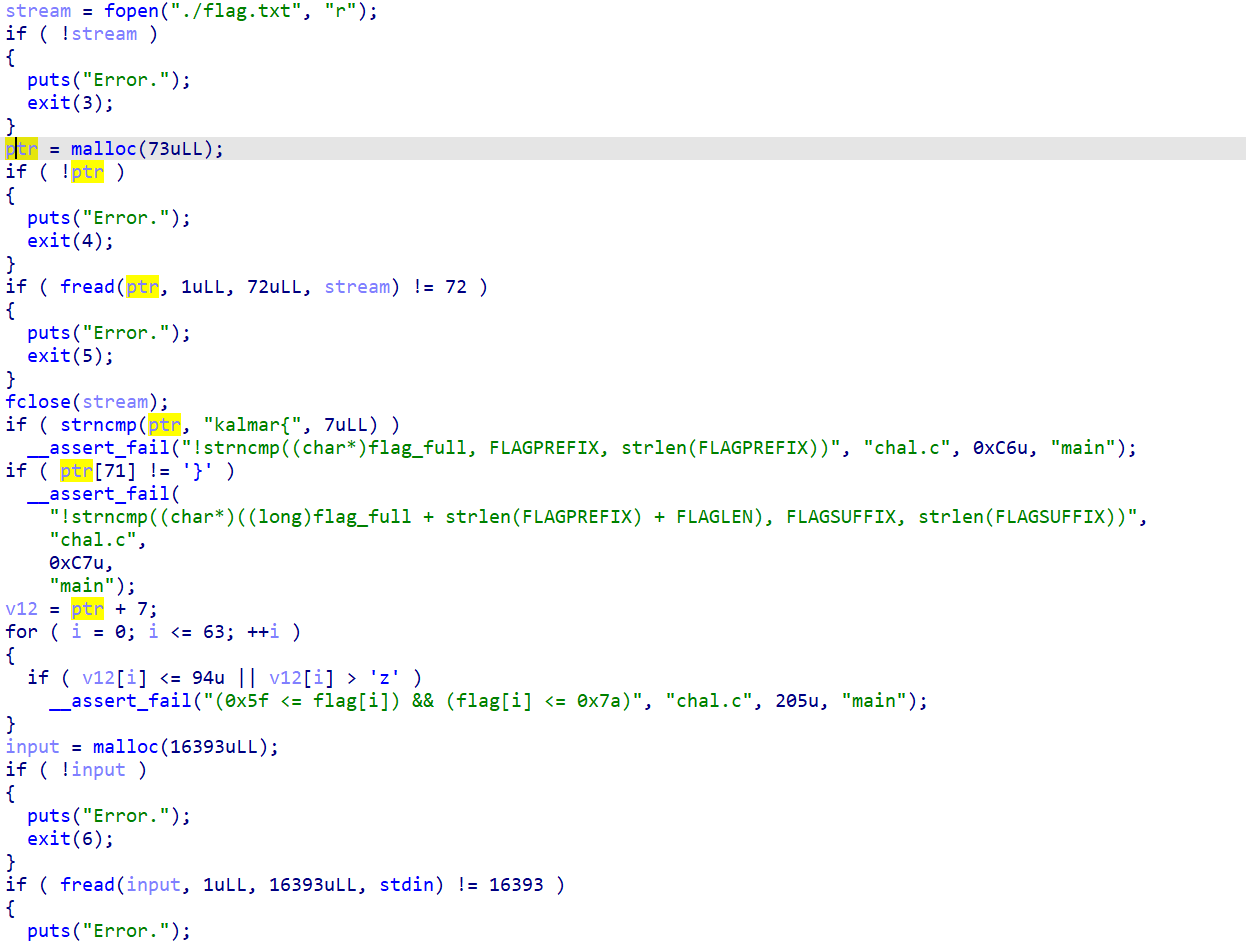 stream = fopen("./flag.txt", "r");
if ( !stream )
{
  puts("Error.");
  exit(3);
}
ptr = malloc(73uLL);
if ( !ptr )
{
  puts("Error.");
  exit(4);
}
if ( fread(ptr, 1uLL, 72uLL, stream) != 72 )
{
  puts("Error.");
  exit(5);
}
fclose(stream);
if ( strncmp(ptr, "kalmar{", 7uLL) )
  __assert_fail("!strncmp((char*)flag_full, FLAGPREFIX, strlen(FLAGPREFIX))", "chal.c", 0xC6u, "main");
if ( ptr[71] != '}' )
  __assert_fail(
    "!strncmp((char*)((long)flag_full + strlen(FLAGPREFIX) + FLAGLEN), FLAGSUFFIX, strlen(FLAGSUFFIX))",
    "chal.c",
    0xC7u,
    "main");
v12 = ptr + 7;
for ( i = 0; i <= 63; ++i )
{
  if ( v12[i] <= 94u || v12[i] > 'z' )
    __assert_fail("(0x5f <= flag[i]) && (flag[i] <= 0x7a)", "chal.c", 205u, "main");
}
input = malloc(16393uLL);
if ( !input )
{
  puts("Error.");
  exit(6);
}
if ( fread(input, 1uLL, 16393uLL, stdin) != 16393 )
{
  puts("Error.");